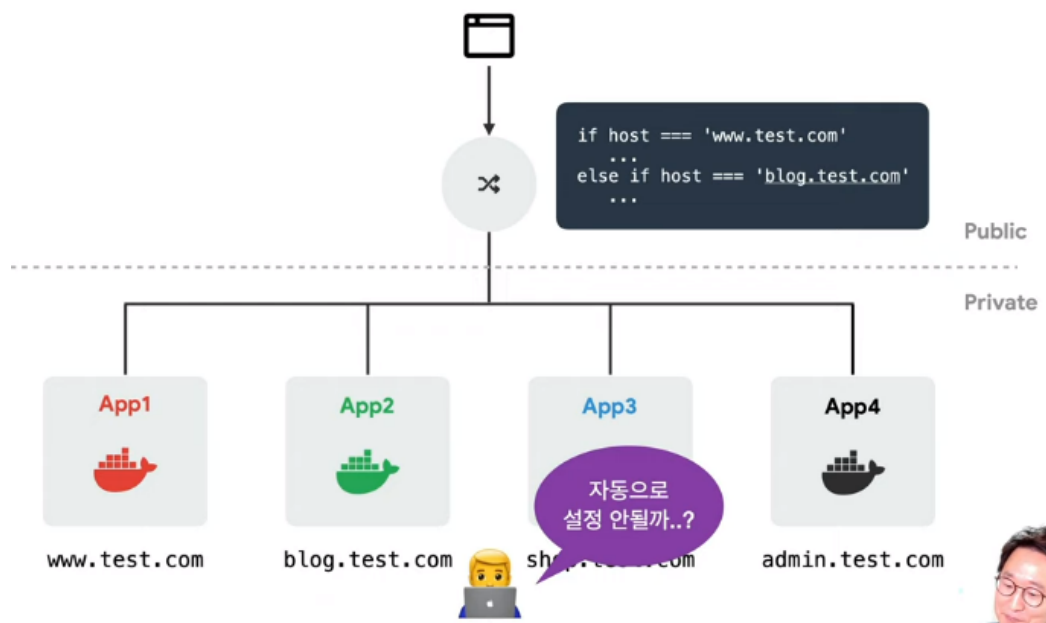 if host === 'www.test.com'
...
else if host === 'blog.test.com'
...
Public
Private
App1
App2
App3
App4
자동으로
설정 안될까..?
www.test.com
blog.test.com
admin.test.com